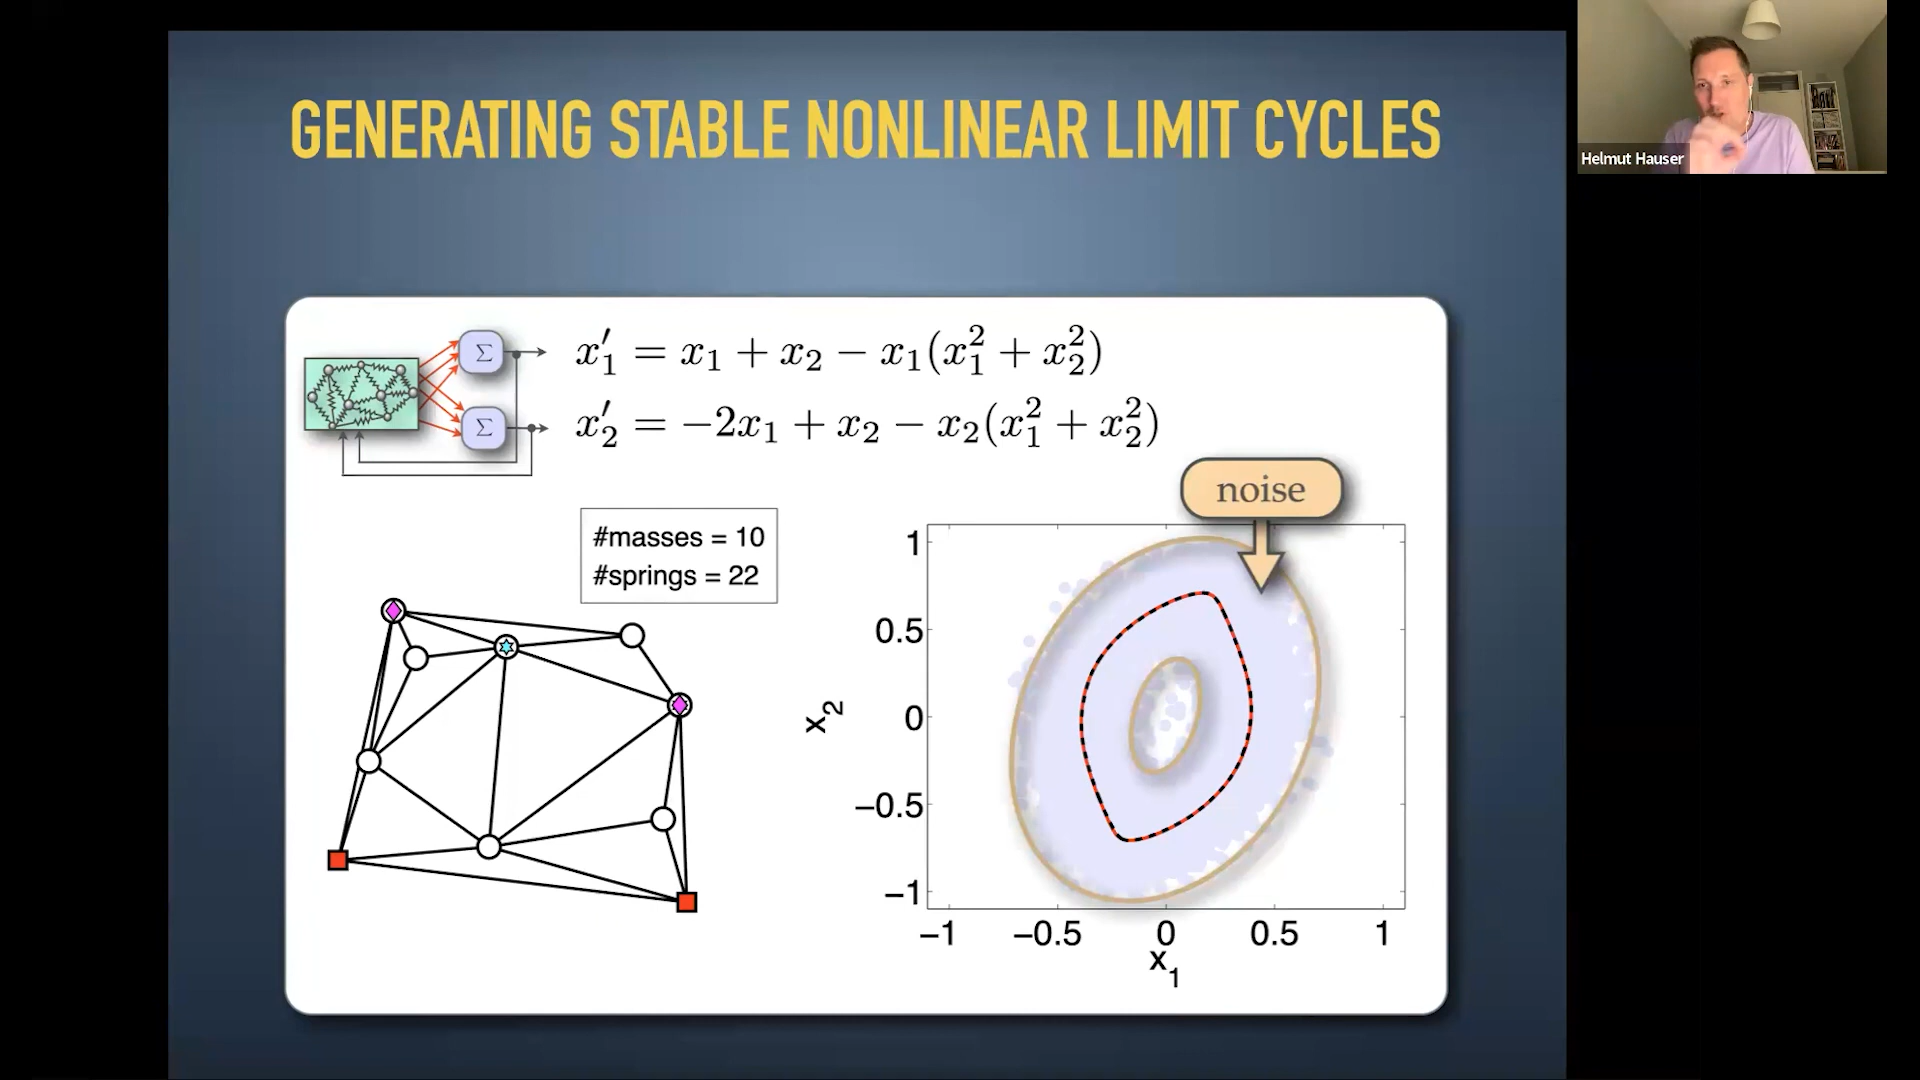 GENERATING STABLE NONLINEAR LIMIT CYCLES
Helmut Hauser
Σ
x′₁ = x₁ + x₂ − x₁(x₁² + x₂²)
Σ
x′₂ = −2x₁ + x₂ − x₂(x₁² + x₂²)
noise
#masses = 10
#springs = 22
1
0.5
0
−0.5
−1
x₂
−1 −0.5 0 0.5 1
x₁